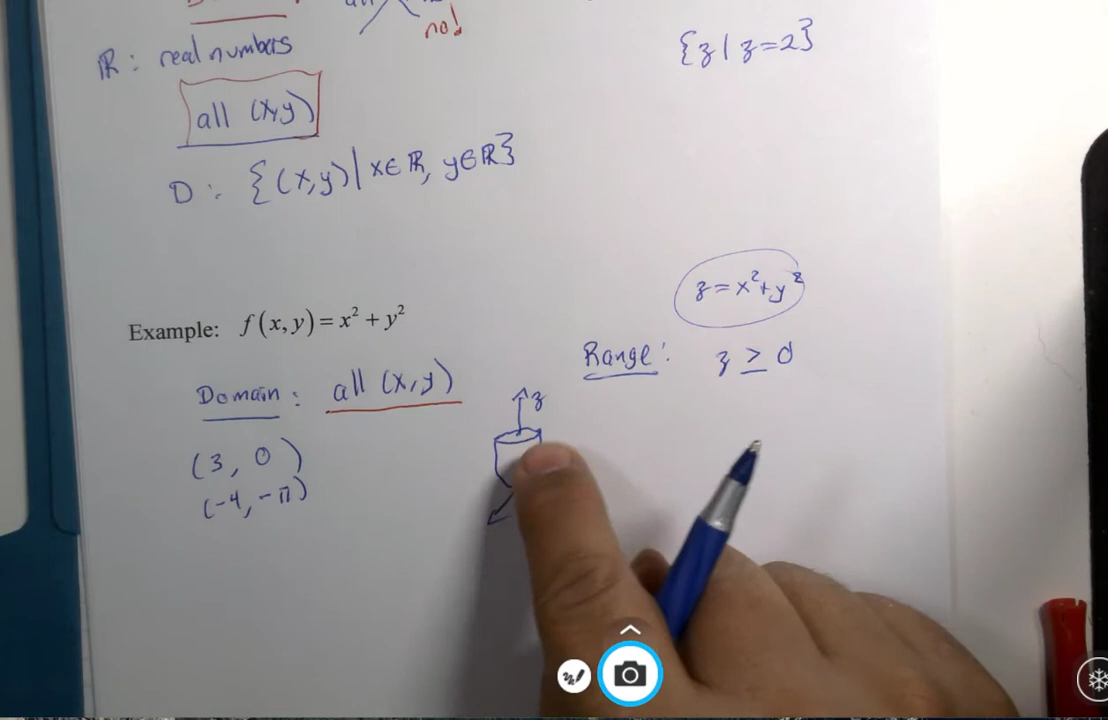 no!
ℝ : real numbers
{z | z=2}
all (x,y)
D : {(x,y) | x∈ℝ, y∈ℝ}
z = x² + y²
Example: f(x, y) = x² + y²
Range: z ≥ 0
Domain: all (x,y)
z
(3, 0)
(-4, -π)